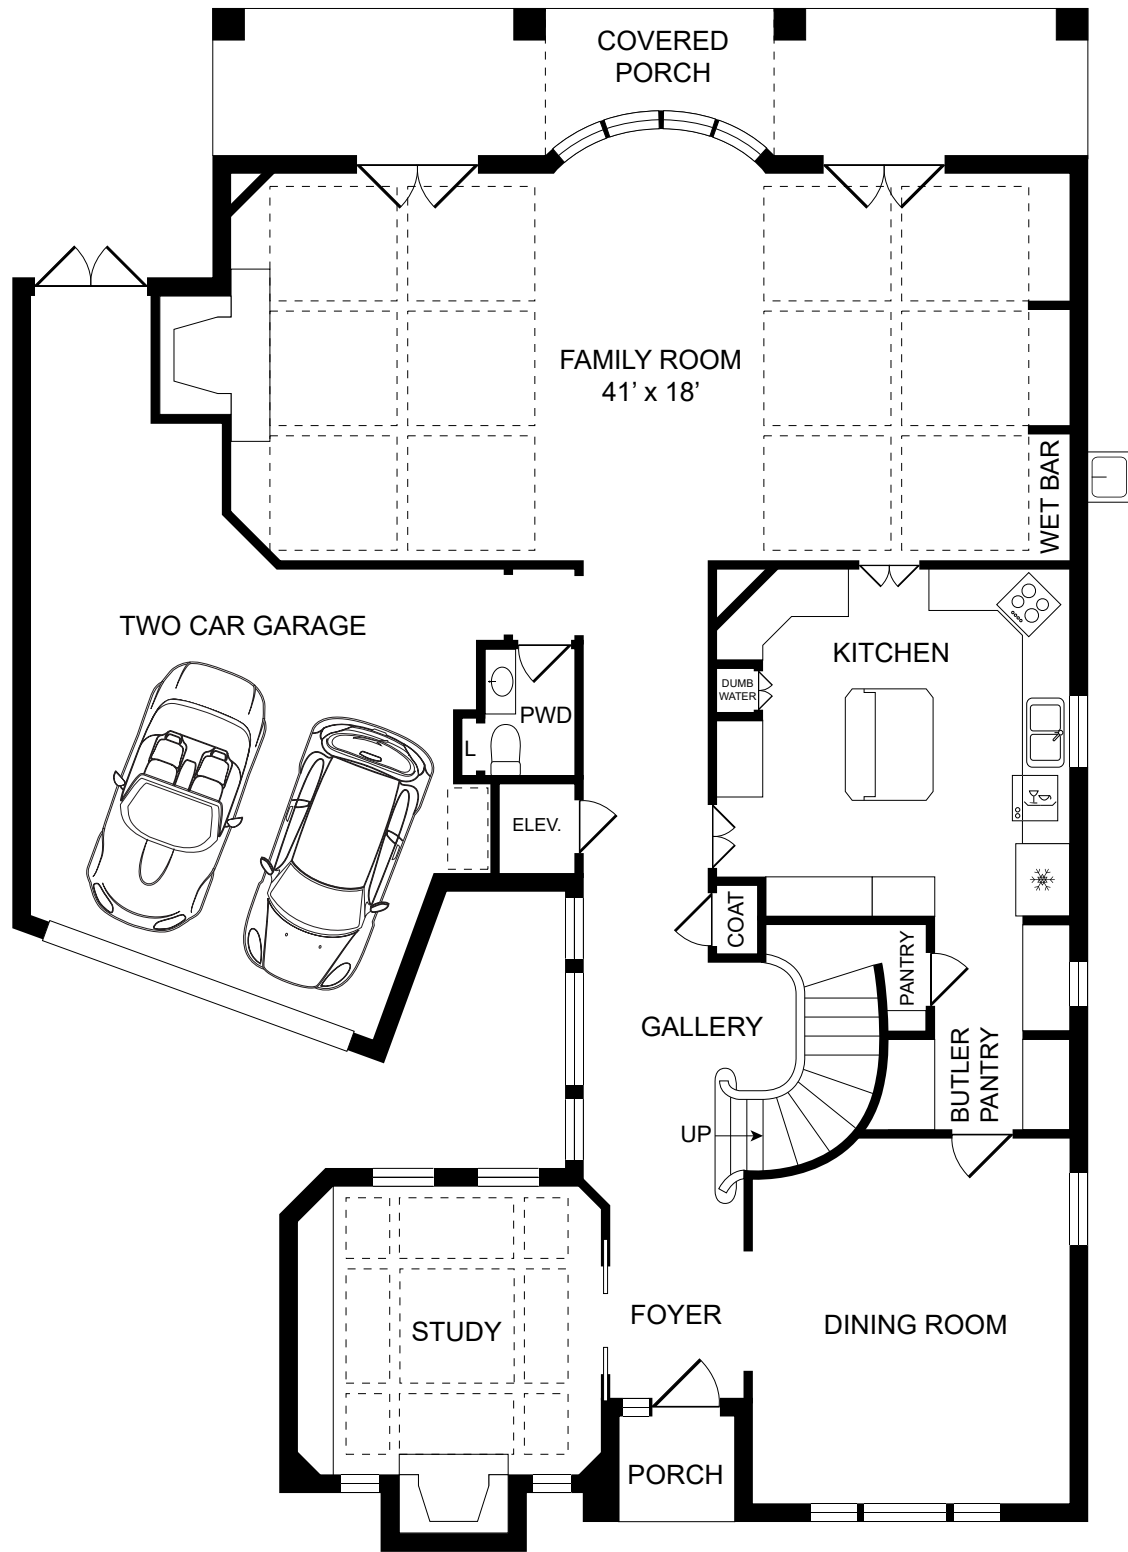 COVERED
PORCH
FAMILY ROOM
41’ x 18’
WET BAR
TWO CAR GARAGE
KITCHEN
DUMB
WATER
PWD
L
ELEV.
COAT
PANTRY
GALLERY
BUTLER
PANTRY
UP
FOYER
STUDY
DINING ROOM
PORCH